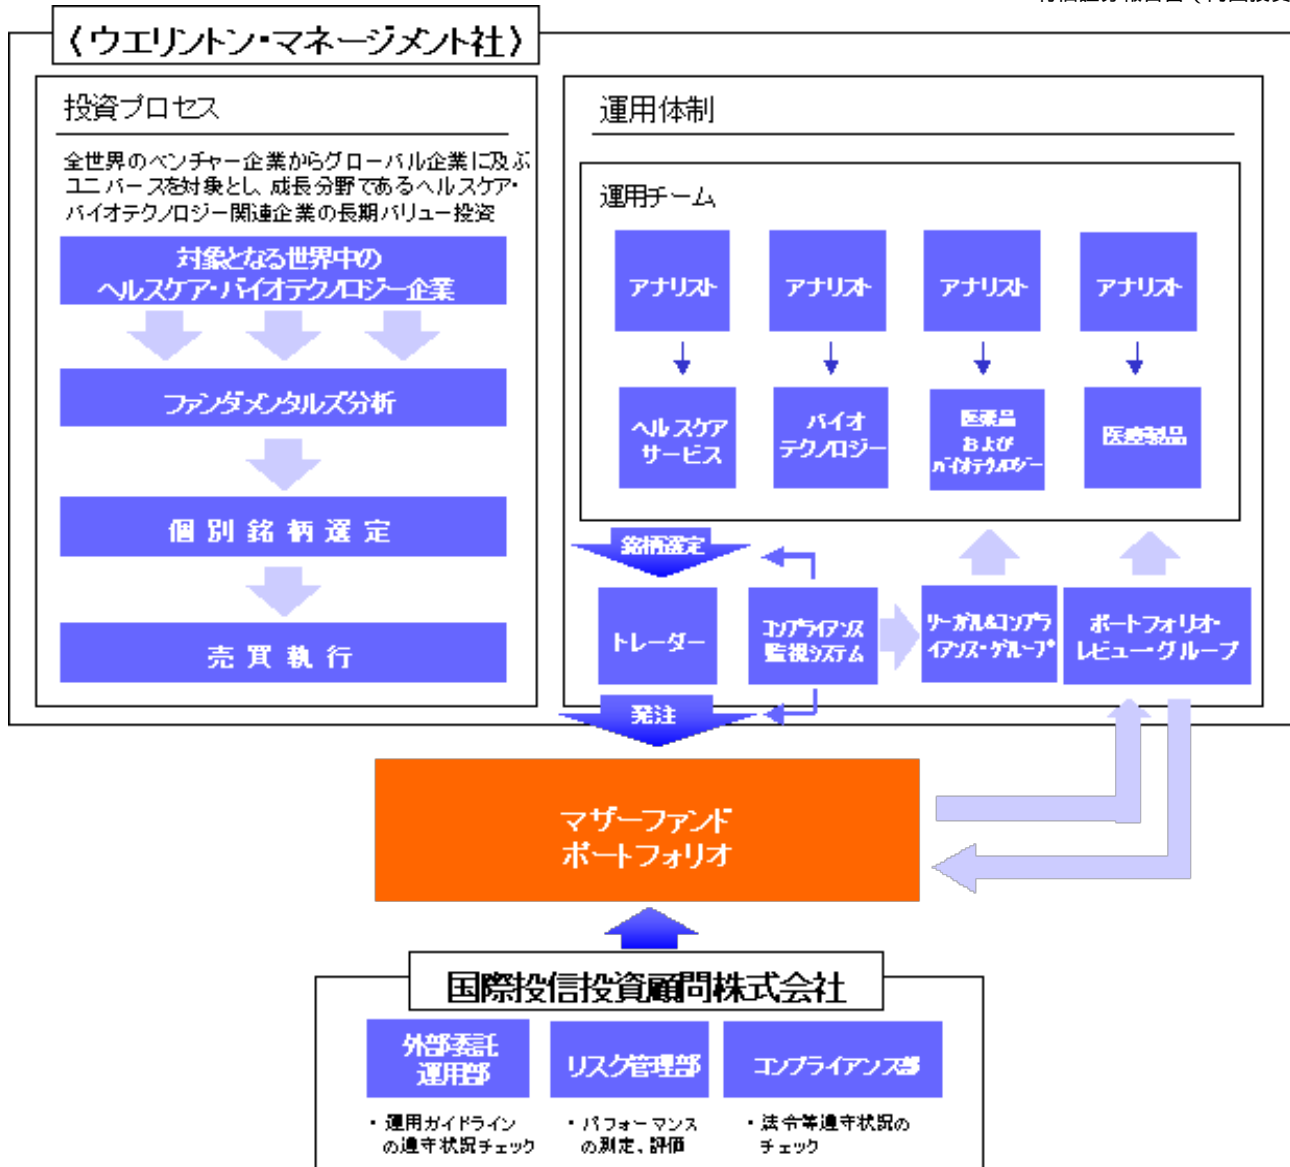 〈ウエリントン・マネージメント社〉
投資プロセス
全世界のベンチャー企業からグローバル企業に及ぶ
ユニバースを対象とし、成長分野であるヘルスケア・
バイオテクノロジー関連企業の長期バリュー投資
対象となる世界中の
ヘルスケア・バイオテクノロジー企業
ファンダメンタルズ分析
個別銘柄選定
売買執行
運用体制
運用チーム
アナリスト
アナリスト
アナリスト
アナリスト
ヘルスケア
サービス
バイオ
テクノロジー
医薬品
および
バイオテクノロジー
医療製品
銘柄選定
トレーダー
コンプライアンス
監視システム
リーガル&コンプラ
イアンス・グループ
ポートフォリオ・
レビュー・グループ
発注
マザーファンド
ポートフォリオ
国際投信投資顧問株式会社
外部委託
運用部
リスク管理部
コンプライアンス部
・運用ガイドライン
の遵守状況チェック
・パフォーマンス
の測定、評価
・法令等遵守状況の
チェック